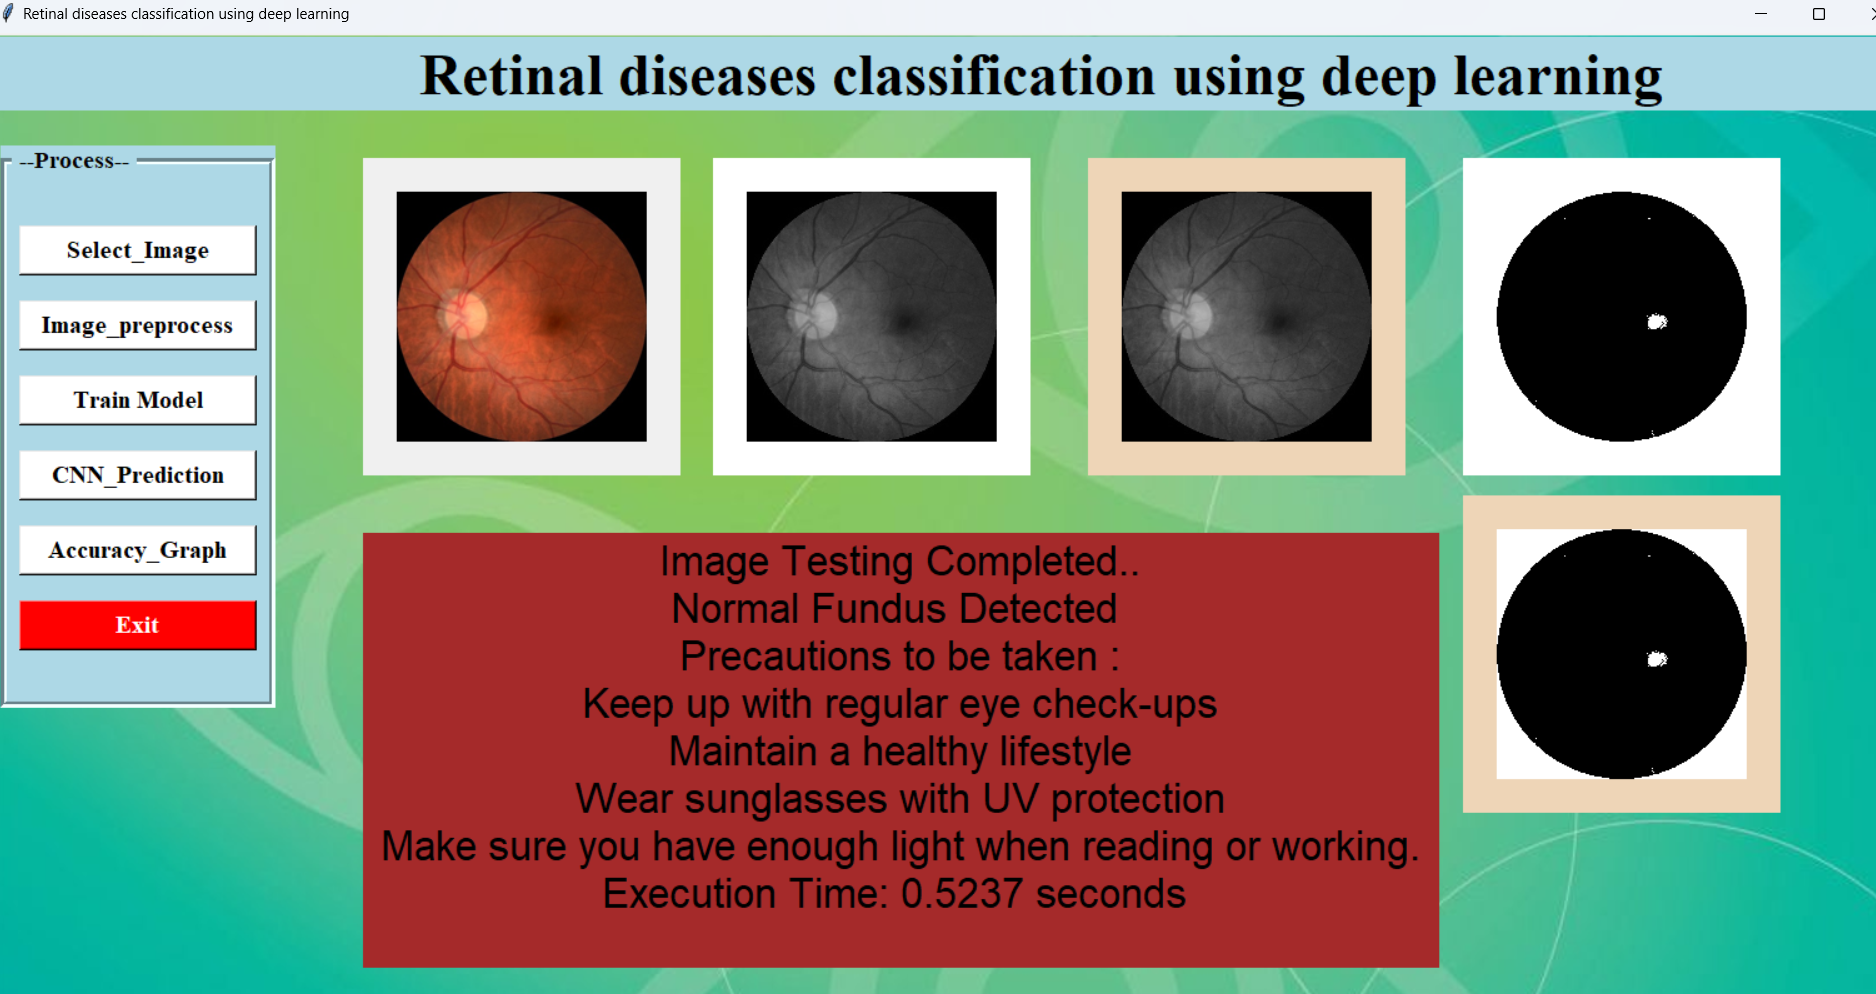 Retinal diseases classification using deep learning
Retinal diseases classification using deep learning
--Process--
Select_Image
Image_preprocess
Train Model
CNN_Prediction
Accuracy_Graph
Exit
Image Testing Completed..
Normal Fundus Detected
Precautions to be taken :
Keep up with regular eye check-ups
Maintain a healthy lifestyle
Wear sunglasses with UV protection
Make sure you have enough light when reading or working.
Execution Time: 0.5237 seconds